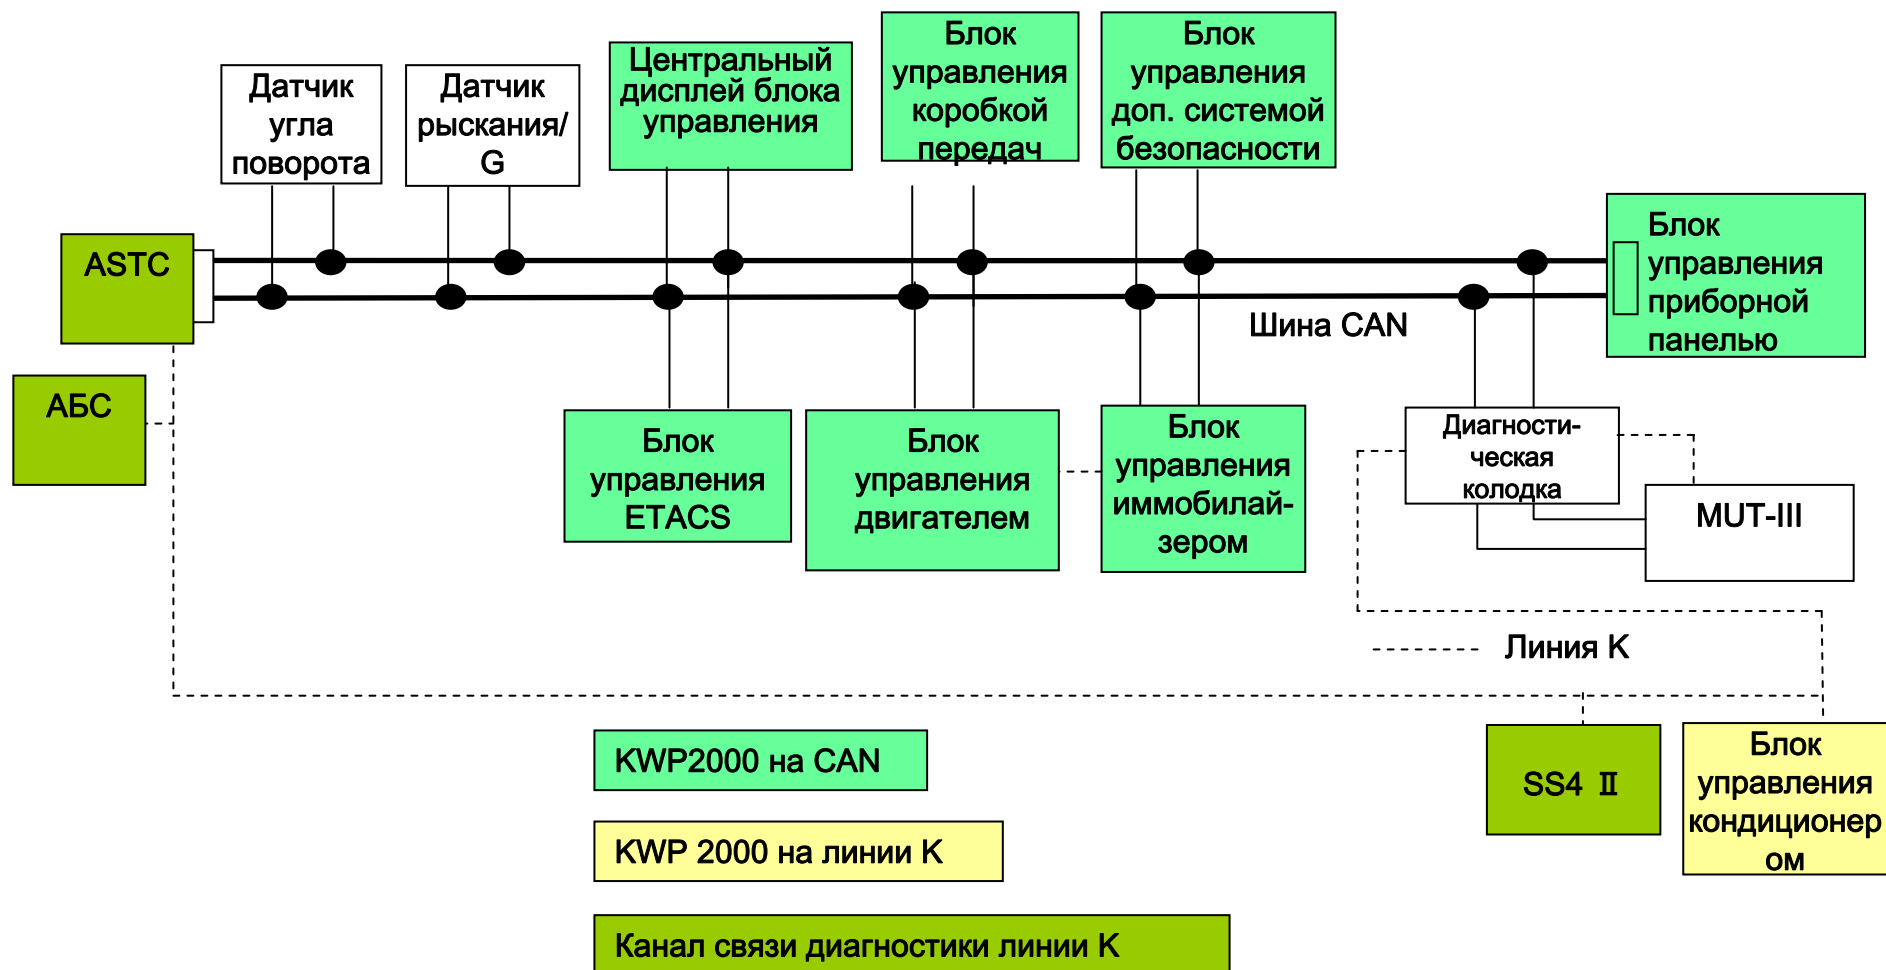 Датчик
угла
поворота
Датчик
рыскания/
G
Центральный
дисплей блока
управления
Блок
управления
коробкой
передач
Блок
управления
доп. системой
безопасности
ASTC
Блок
управления
приборной
панелью
Шина CAN
АБС
Блок
управления
ETACS
Блок
управления
двигателем
Блок
управления
иммобилай-
зером
Диагности-
ческая
колодка
MUT-III
Линия К
SS4 II
Блок
управления
кондиционер
ом
KWP2000 на CAN
KWP 2000 на линии К
Канал связи диагностики линии К